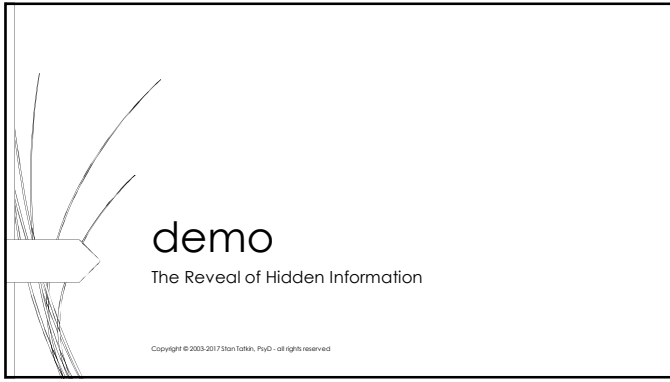 demo
The Reveal of Hidden Information
Copyright © 2003-2017 Stan Tatkin, PsyD - all rights reserved